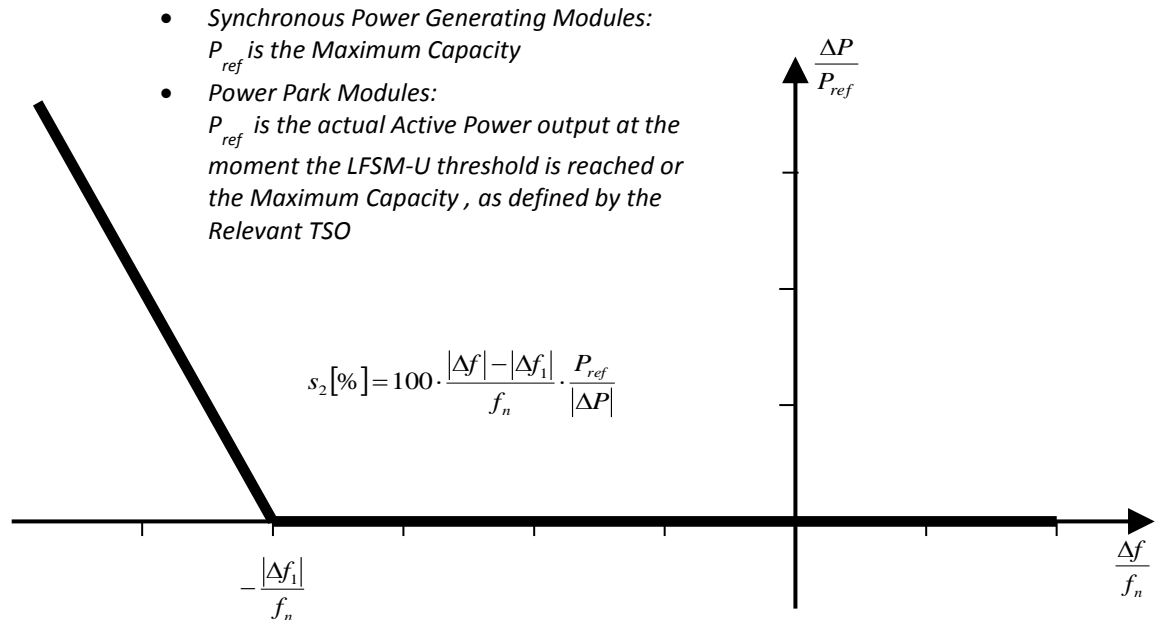 • Synchronous Power Generating Modules:
P_ref is the Maximum Capacity
• Power Park Modules:
P_ref is the actual Active Power output at the
moment the LFSM-U threshold is reached or
the Maximum Capacity , as defined by the
Relevant TSO
ΔP/P_ref
s₂[%]=100·(|Δf|−|Δf₁|)/f_n·P_ref/|ΔP|
−|Δf₁|/f_n
Δf/f_n